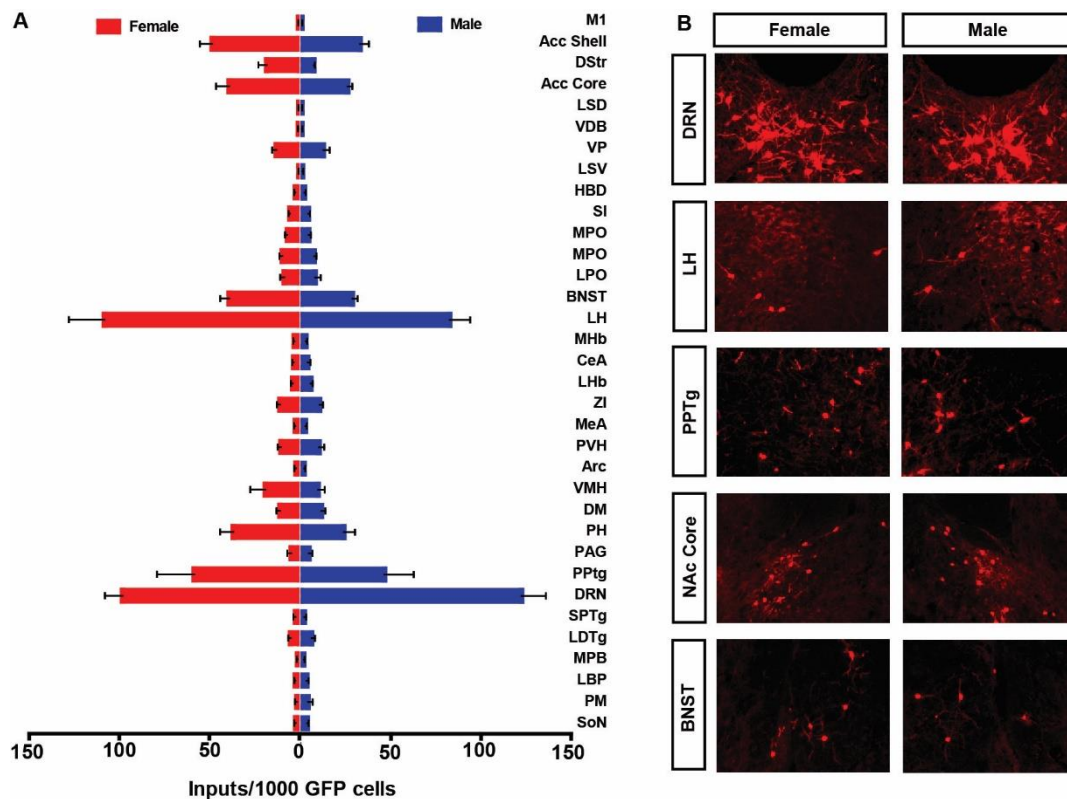 A
Female
Male
M1
Acc Shell
DStr
Acc Core
LSD
VDB
VP
LSV
HBD
SI
MPO
MPO
LPO
BNST
LH
MHb
CeA
LHb
ZI
MeA
PVH
Arc
VMH
DM
PH
PAG
PPtg
DRN
SPTg
LDTg
MPB
LBP
PM
SoN
150 100 50 0 50 100 150
Inputs/1000 GFP cells
B
Female Male
DRN
LH
PPTg
NAc Core
BNST